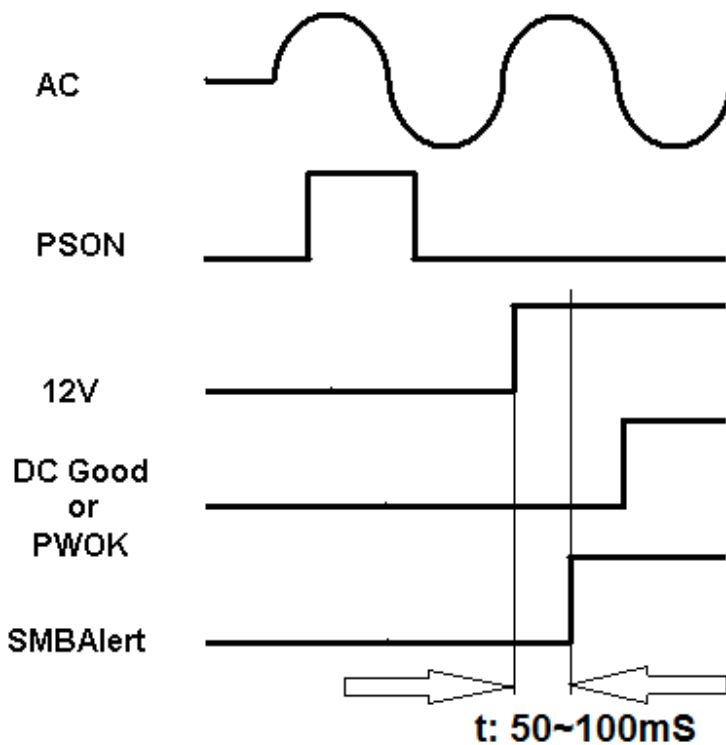 AC
PSON
12V
DC Good
or
PWOK
SMBAlert
t: 50~100mS